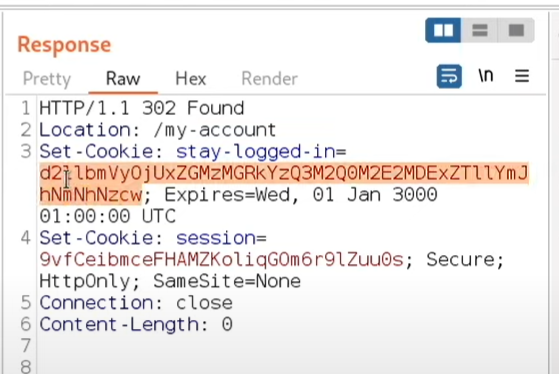 Response
Pretty Raw Hex Render \n
1 HTTP/1.1 302 Found
2 Location: /my-account
3 Set-Cookie: stay-logged-in=
d2llbmVyOjUxZGMzMGRkYzQ3M2Q0M2E2MDExZTllYmJ
hNmNhNzcw; Expires=Wed, 01 Jan 3000
01:00:00 UTC
4 Set-Cookie: session=
9vfCeibmceFHAMZKoliqGOm6r9lZuu0s; Secure;
HttpOnly; SameSite=None
5 Connection: close
6 Content-Length: 0
7
8